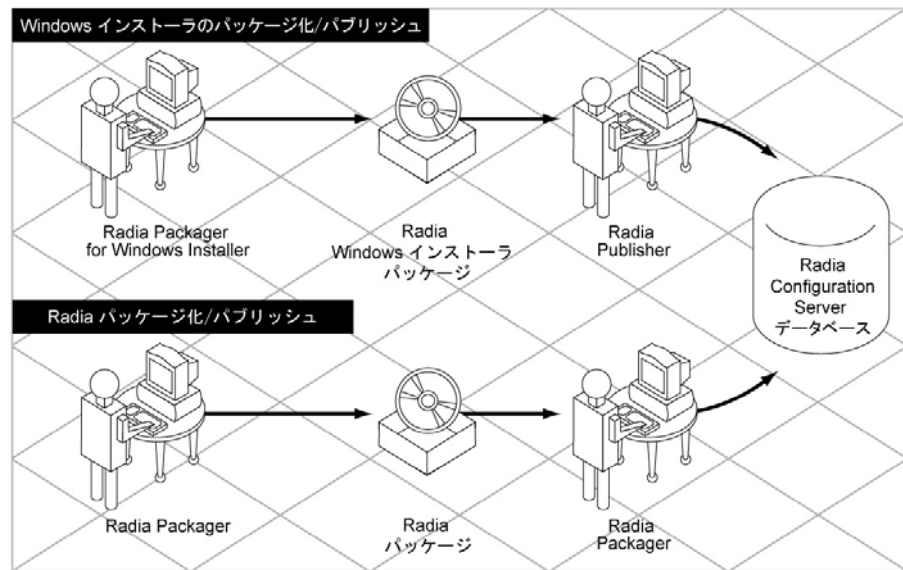 Windows インストーラのパッケージ化/パブリッシュ
Radia Packager
for Windows Installer
Radia
Windows インストーラ
パッケージ
Radia
Publisher
Radia
Configuration
Server
データベース
Radia パッケージ化/パブリッシュ
Radia Packager
Radia
パッケージ
Radia
Packager